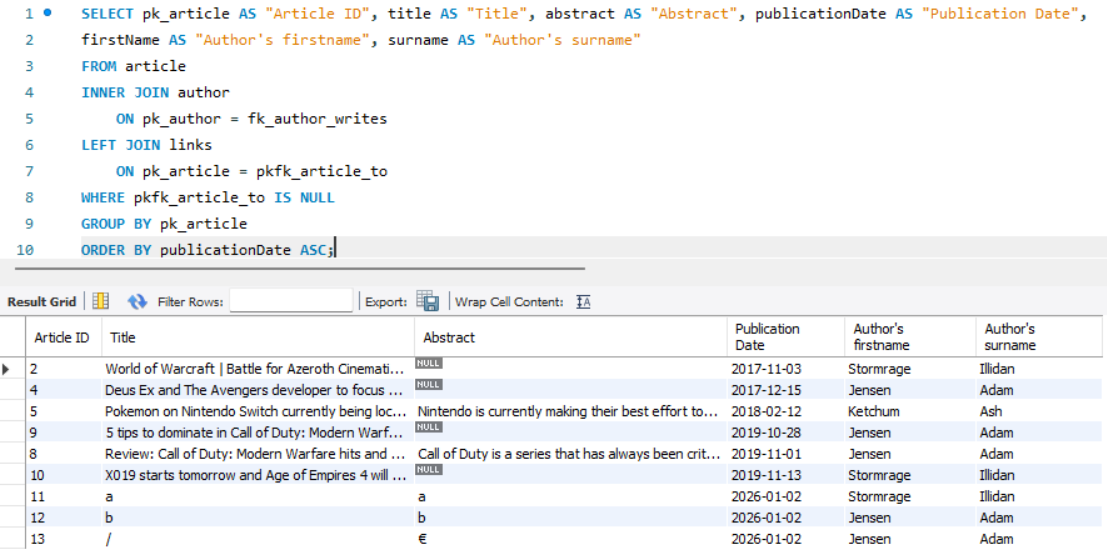 1 SELECT pk_article AS "Article ID", title AS "Title", abstract AS "Abstract", publicationDate AS "Publication Date",
2 firstName AS "Author's firstname", surname AS "Author's surname"
3 FROM article
4 INNER JOIN author
5 ON pk_author = fk_author_writes
6 LEFT JOIN links
7 ON pk_article = pkfk_article_to
8 WHERE pkfk_article_to IS NULL
9 GROUP BY pk_article
10 ORDER BY publicationDate ASC;
Result Grid Filter Rows: Export: Wrap Cell Content: IA
Article ID Title Abstract Publication Date Author's firstname Author's surname
2 World of Warcraft | Battle for Azeroth Cinemati... NULL 2017-11-03 Stormrage Illidan
4 Deus Ex and The Avengers developer to focus ... NULL 2017-12-15 Jensen Adam
5 Pokemon on Nintendo Switch currently being loc... Nintendo is currently making their best effort to... 2018-02-12 Ketchum Ash
9 5 tips to dominate in Call of Duty: Modern Warf... NULL 2019-10-28 Jensen Adam
8 Review: Call of Duty: Modern Warfare hits and ... Call of Duty is a series that has always been crit... 2019-11-01 Jensen Adam
10 X019 starts tomorrow and Age of Empires 4 will ... NULL 2019-11-13 Stormrage Illidan
11 a a 2026-01-02 Stormrage Illidan
12 b b 2026-01-02 Jensen Adam
13 / € 2026-01-02 Jensen Adam